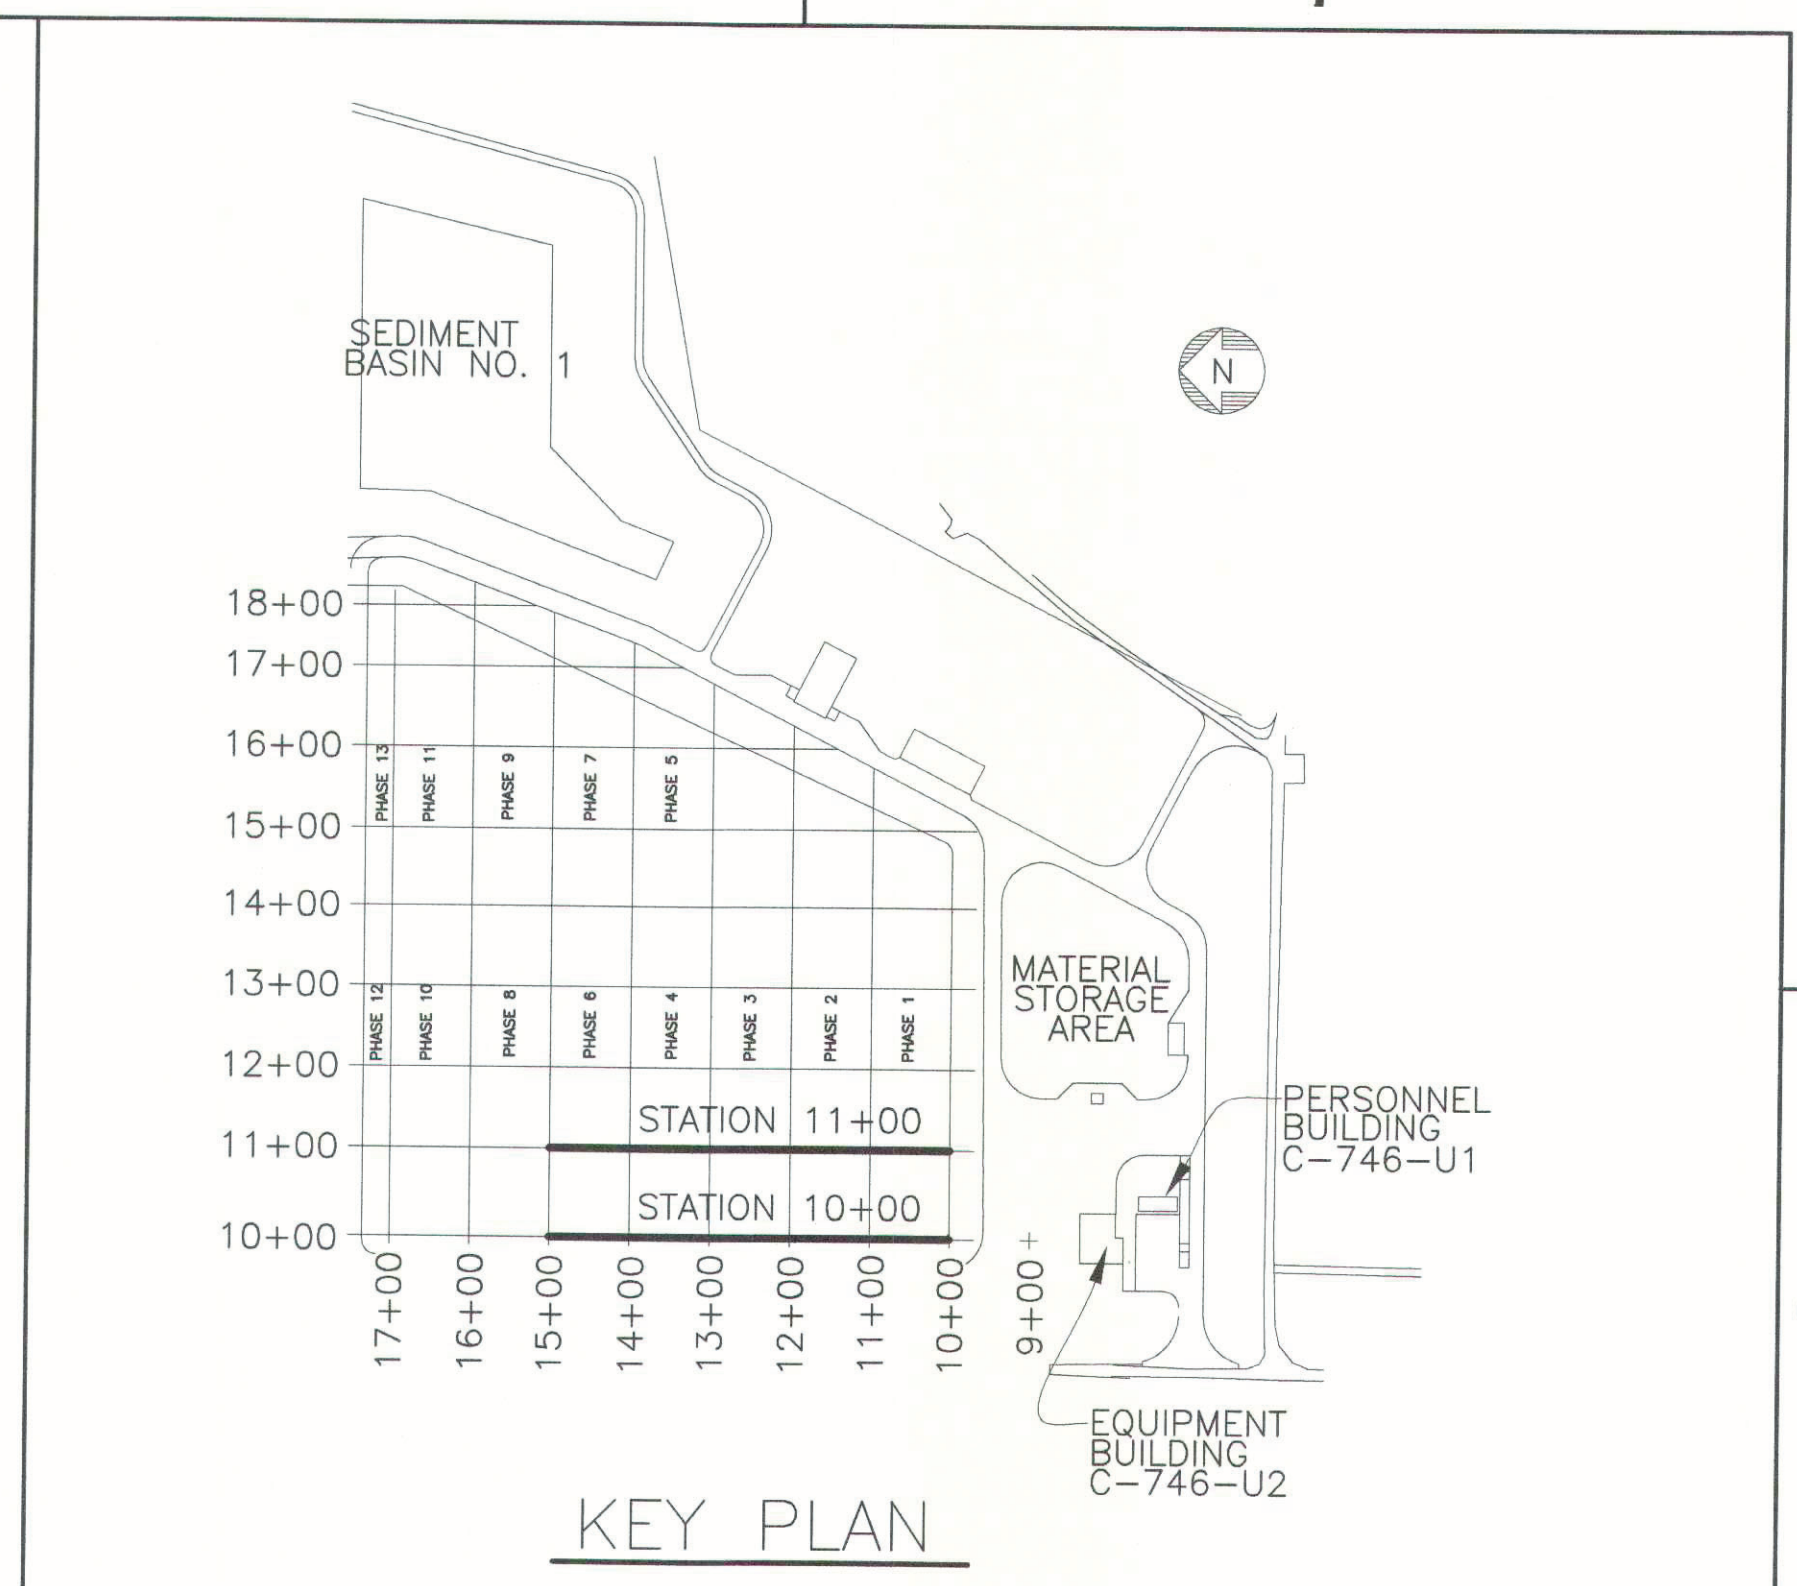 SEDIMENT
BASIN NO. 1
N
18+00
17+00
16+00
15+00
14+00
13+00
12+00
11+00
10+00
PHASE 13
PHASE 11
PHASE 9
PHASE 7
PHASE 5
PHASE 12
PHASE 10
PHASE 8
PHASE 6
PHASE 4
PHASE 3
PHASE 2
PHASE 1
MATERIAL
STORAGE
AREA
STATION 11+00
STATION 10+00
PERSONNEL
BUILDING
C-746-U1
17+00
16+00
15+00
14+00
13+00
12+00
11+00
10+00
9+00
EQUIPMENT
BUILDING
C-746-U2
KEY PLAN